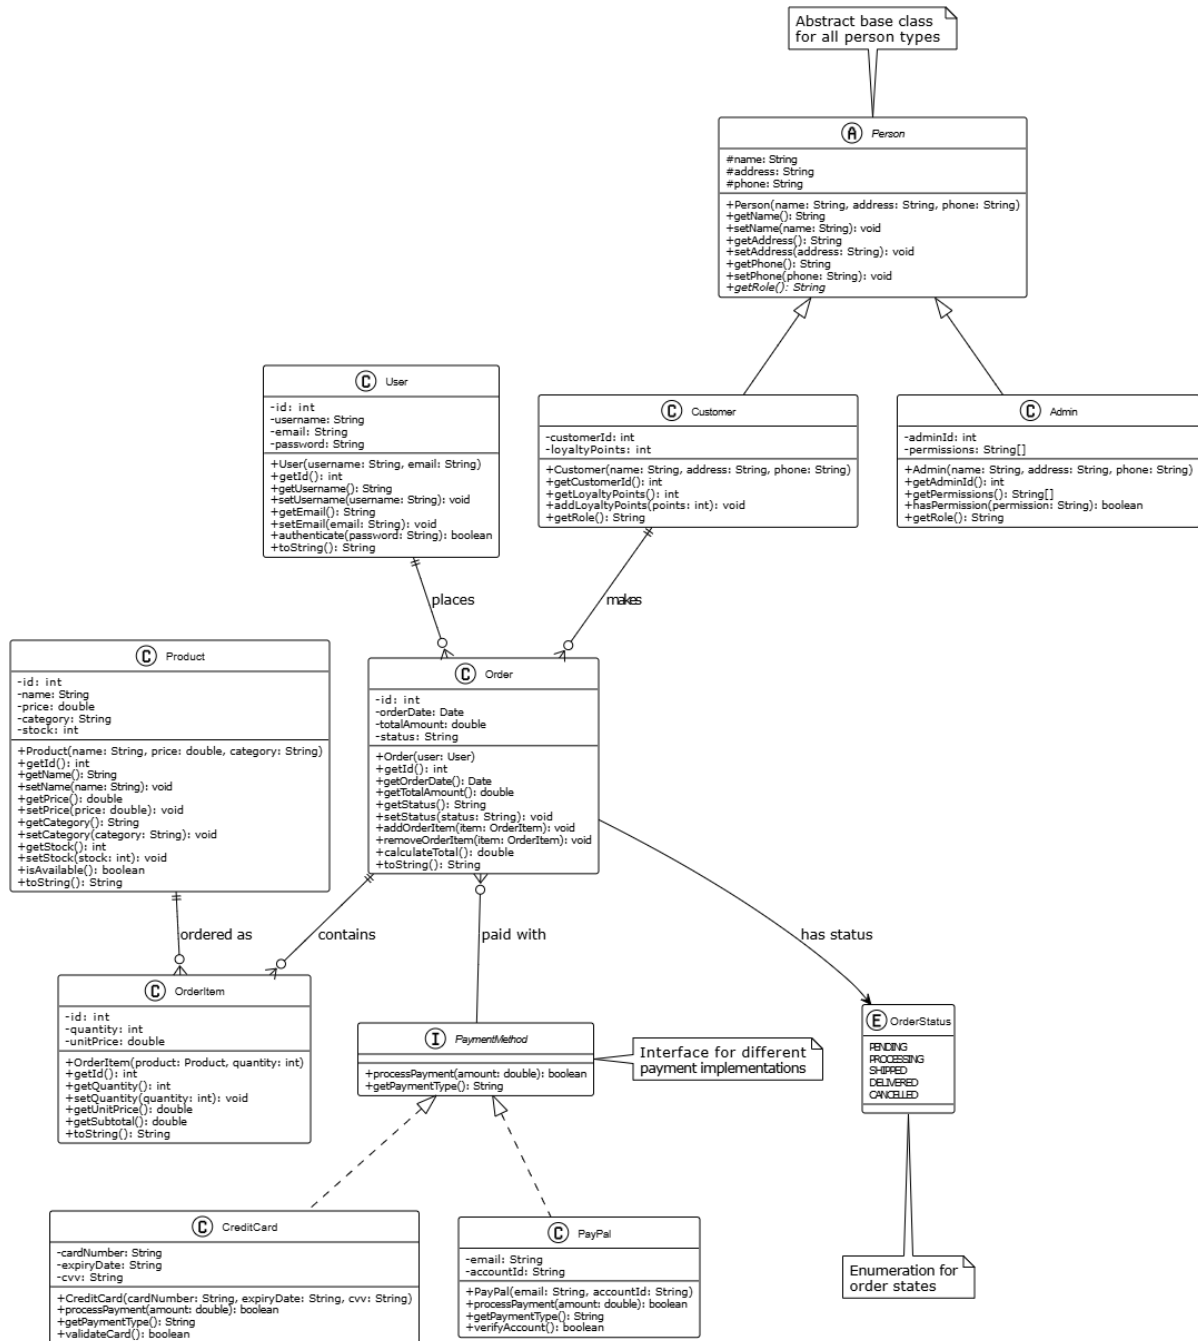 Abstract base class
for all person types
A Person
#name: String
#address: String
#phone: String
+Person(name: String, address: String, phone: String)
+getName(): String
+setName(name: String): void
+getAddress(): String
+setAddress(address: String): void
+getPhone(): String
+setPhone(phone: String): void
+getRole(): String
C User
-id: int
-username: String
-email: String
-password: String
+User(username: String, email: String)
+getId(): int
+getUsername(): String
+setUsername(username: String): void
+getEmail(): String
+setEmail(email: String): void
+authenticate(password: String): boolean
+toString(): String
C Customer
-customerId: int
-loyaltyPoints: int
+Customer(name: String, address: String, phone: String)
+getCustomerId(): int
+getLoyaltyPoints(): int
+addLoyaltyPoints(points: int): void
+getRole(): String
C Admin
-adminId: int
-permissions: String[]
+Admin(name: String, address: String, phone: String)
+getAdminId(): int
+getPermissions(): String[]
+hasPermission(permission: String): boolean
+getRole(): String
places
makes
C Product
-id: int
-name: String
-price: double
-category: String
-stock: int
+Product(name: String, price: double, category: String)
+getId(): int
+getName(): String
+setName(name: String): void
+getPrice(): double
+setPrice(price: double): void
+getCategory(): String
+setCategory(category: String): void
+getStock(): int
+setStock(stock: int): void
+isAvailable(): boolean
+toString(): String
C Order
-id: int
-orderDate: Date
-totalAmount: double
-status: String
+Order(user: User)
+getId(): int
+getOrderDate(): Date
+getTotalAmount(): double
+getStatus(): String
+setStatus(status: String): void
+addOrderItem(item: OrderItem): void
+removeOrderItem(item: OrderItem): void
+calculateTotal(): double
+toString(): String
ordered as
contains
paid with
has status
C OrderItem
-id: int
-quantity: int
-unitPrice: double
+OrderItem(product: Product, quantity: int)
+getId(): int
+getQuantity(): int
+setQuantity(quantity: int): void
+getUnitPrice(): double
+getSubtotal(): double
+toString(): String
I PaymentMethod
+processPayment(amount: double): boolean
+getPaymentType(): String
Interface for different
payment implementations
E OrderStatus
PENDING
PROCESSING
SHIPPED
DELIVERED
CANCELLED
C CreditCard
-cardNumber: String
-expiryDate: String
-cvv: String
+CreditCard(cardNumber: String, expiryDate: String, cvv: String)
+processPayment(amount: double): boolean
+getPaymentType(): String
+validateCard(): boolean
C PayPal
-email: String
-accountId: String
+PayPal(email: String, accountId: String)
+processPayment(amount: double): boolean
+getPaymentType(): String
+verifyAccount(): boolean
Enumeration for
order states